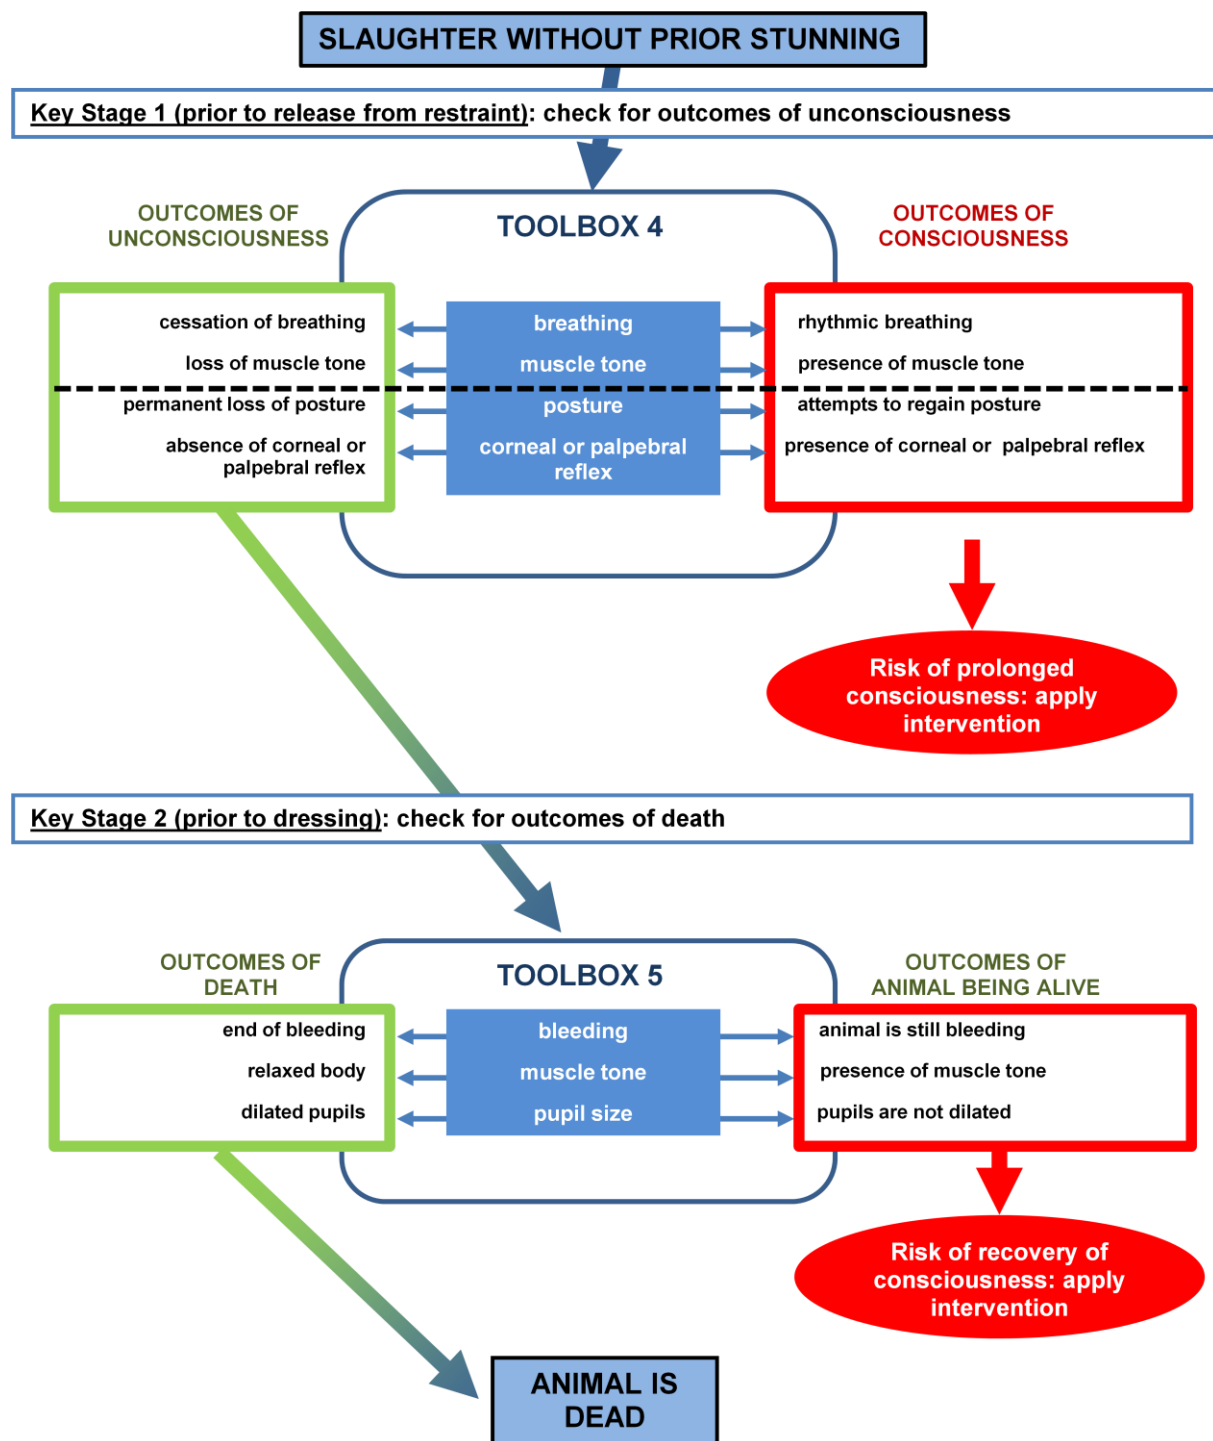 SLAUGHTER WITHOUT PRIOR STUNNING
Key Stage 1 (prior to release from restraint): check for outcomes of unconsciousness
OUTCOMES OF
UNCONSCIOUSNESS
TOOLBOX 4
OUTCOMES OF
CONSCIOUSNESS
cessation of breathing
breathing
rhythmic breathing
loss of muscle tone
muscle tone
presence of muscle tone
permanent loss of posture
posture
attempts to regain posture
absence of corneal or
palpebral reflex
corneal or palpebral
reflex
presence of corneal or palpebral reflex
Risk of prolonged
consciousness: apply
intervention
Key Stage 2 (prior to dressing): check for outcomes of death
OUTCOMES OF
DEATH
TOOLBOX 5
OUTCOMES OF
ANIMAL BEING ALIVE
end of bleeding
bleeding
animal is still bleeding
relaxed body
muscle tone
presence of muscle tone
dilated pupils
pupil size
pupils are not dilated
Risk of recovery of
consciousness: apply
intervention
ANIMAL IS
DEAD